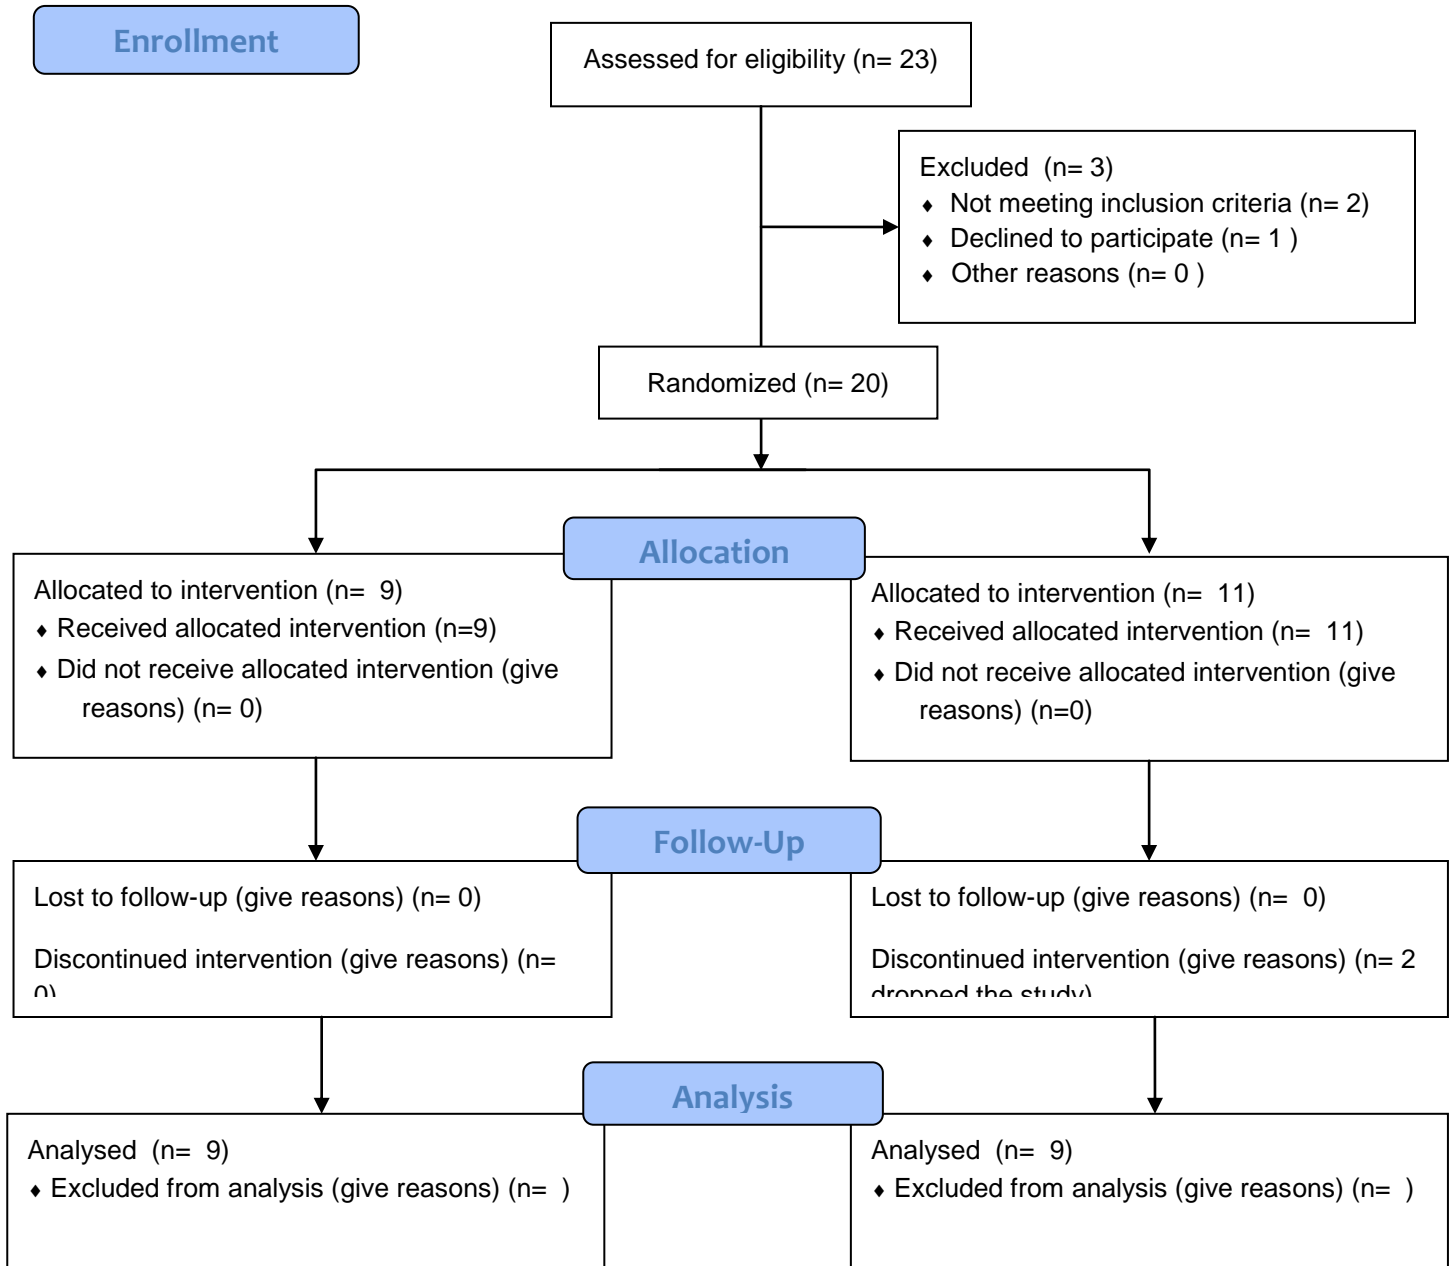 Enrollment
Assessed for eligibility (n= 23)
Excluded (n= 3)
♦ Not meeting inclusion criteria (n= 2)
♦ Declined to participate (n= 1 )
♦ Other reasons (n= 0 )
Randomized (n= 20)
Allocation
Allocated to intervention (n= 9)
♦ Received allocated intervention (n=9)
♦ Did not receive allocated intervention (give
reasons) (n= 0)
Allocated to intervention (n= 11)
♦ Received allocated intervention (n= 11)
♦ Did not receive allocated intervention (give
reasons) (n=0)
Follow-Up
Lost to follow-up (give reasons) (n= 0)
Discontinued intervention (give reasons) (n=
0)
Lost to follow-up (give reasons) (n= 0)
Discontinued intervention (give reasons) (n= 2
dropped the study)
Analysis
Analysed (n= 9)
♦ Excluded from analysis (give reasons) (n= )
Analysed (n= 9)
♦ Excluded from analysis (give reasons) (n= )